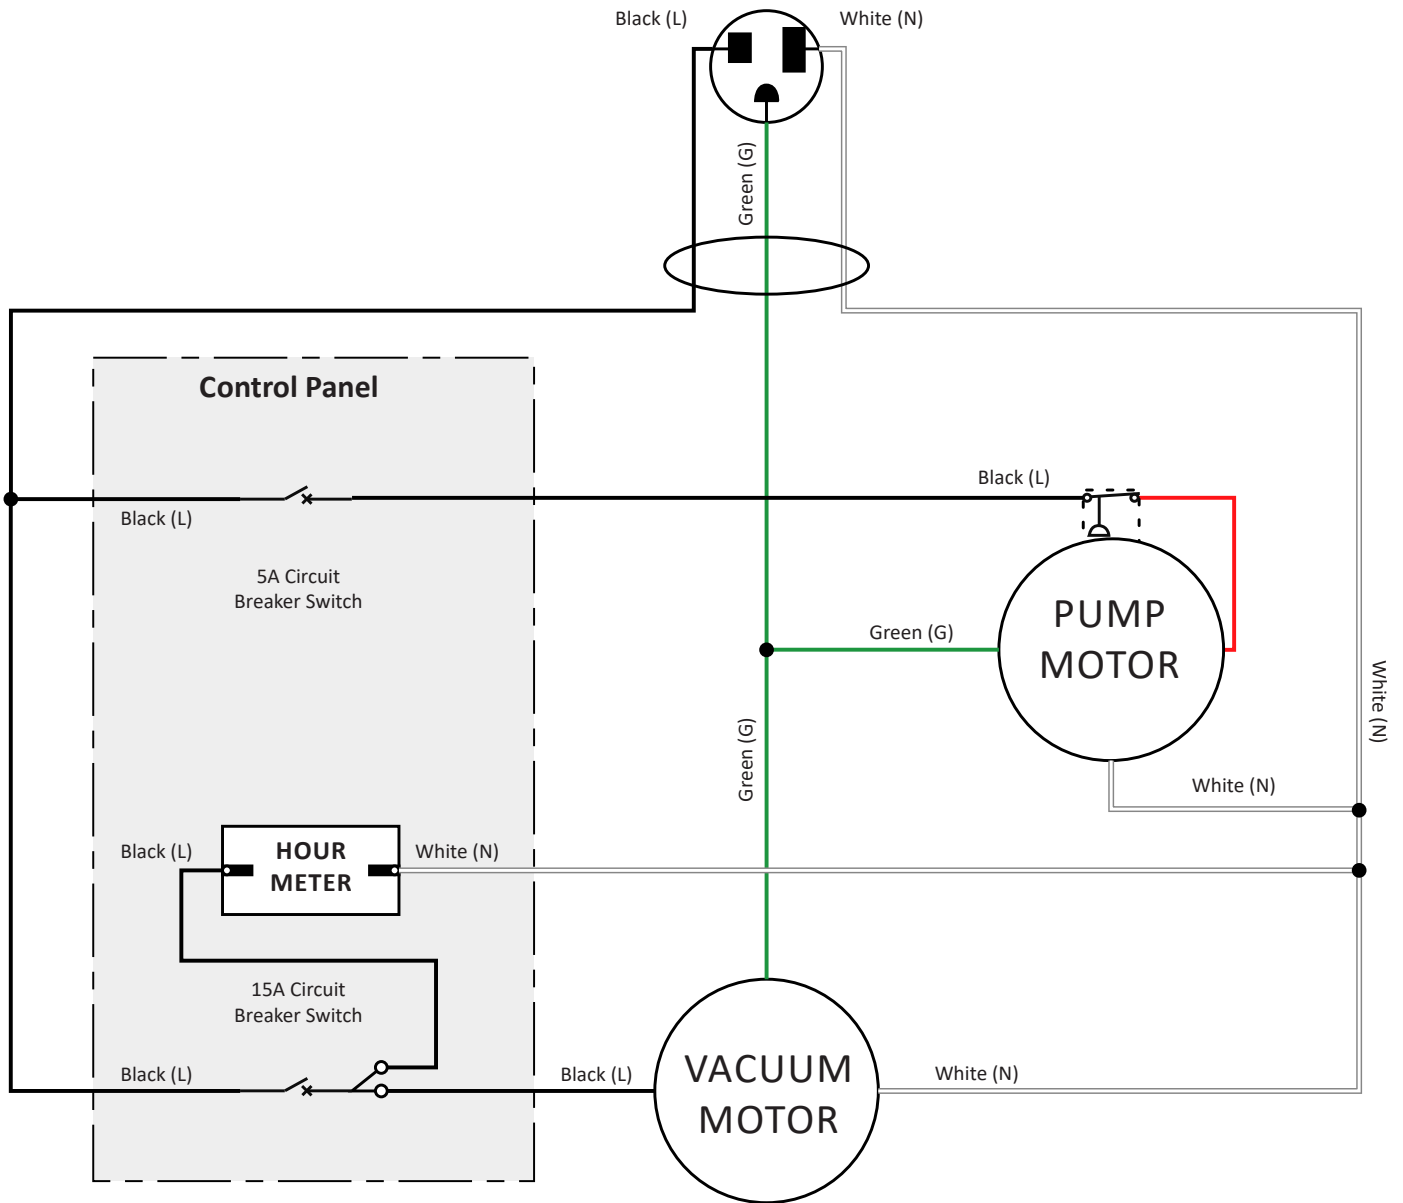 Black (L)
White (N)
Green (G)
Control Panel
Black (L)
Black (L)
5A Circuit
Breaker Switch
PUMP
MOTOR
Green (G)
White (N)
Green (G)
White (N)
Black (L)
HOUR
METER
White (N)
15A Circuit
Breaker Switch
Black (L)
Black (L)
VACUUM
MOTOR
White (N)